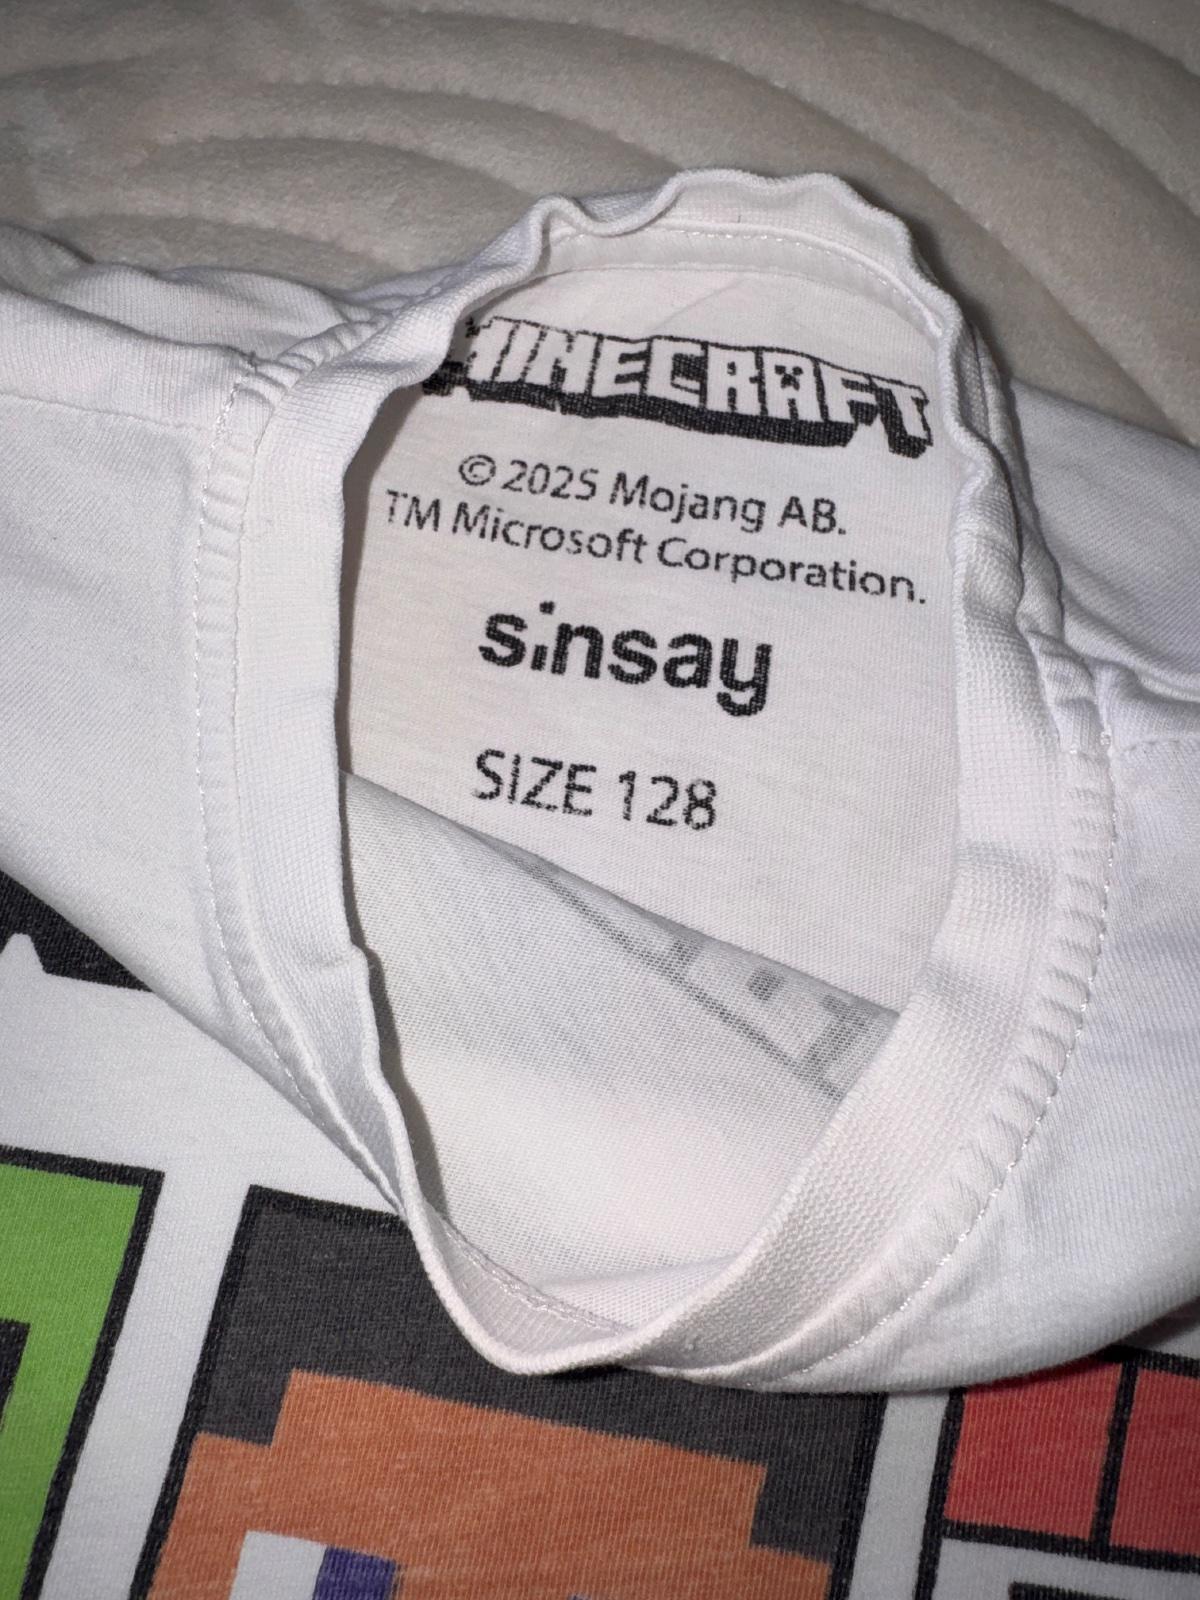 MINECRAFT
© 2025 Mojang AB.
TM Microsoft Corporation.
sinsay
SIZE 128